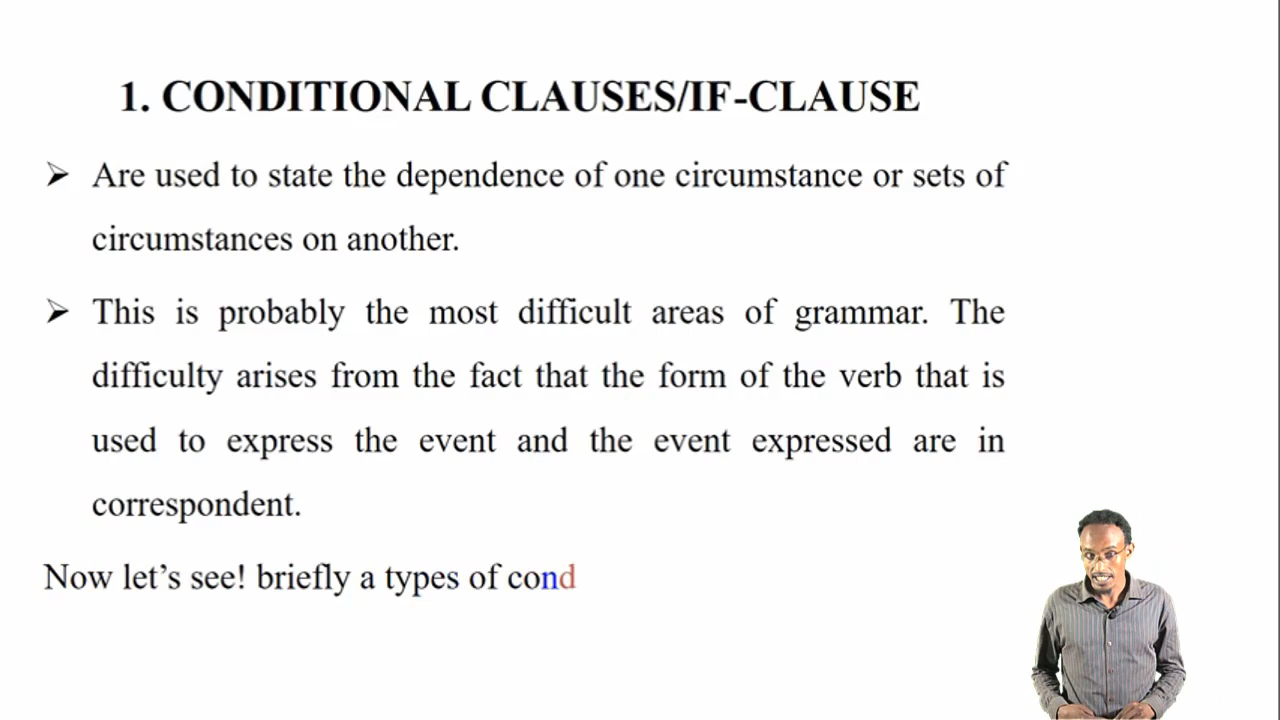 1. CONDITIONAL CLAUSES/IF-CLAUSE
Are used to state the dependence of one circumstance or sets of
circumstances on another.
This is probably the most difficult areas of grammar. The
difficulty arises from the fact that the form of the verb that is
used to express the event and the event expressed are in
correspondent.
Now let’s see! briefly a types of cond